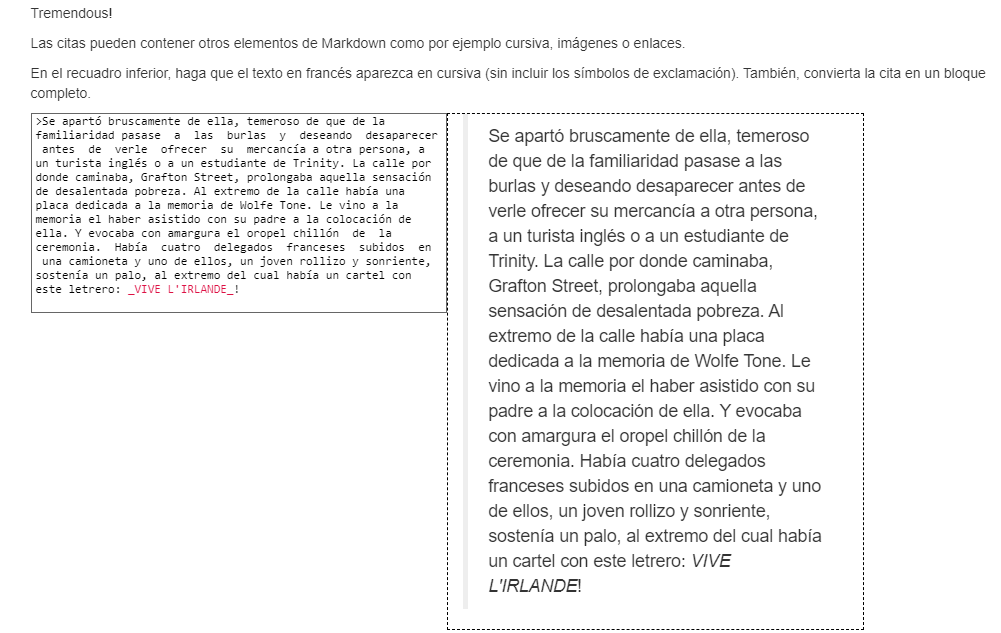 Tremendous!
Las citas pueden contener otros elementos de Markdown como por ejemplo cursiva, imágenes o enlaces.
En el recuadro inferior, haga que el texto en francés aparezca en cursiva (sin incluir los símbolos de exclamación). También, convierta la cita en un bloque
completo.
>Se apartó bruscamente de ella, temeroso de que de la
familiaridad pasase a las burlas y deseando desaparecer
antes de verle ofrecer su mercancía a otra persona, a
un turista inglés o a un estudiante de Trinity. La calle por
donde caminaba, Grafton Street, prolongaba aquella sensación
de desalentada pobreza. Al extremo de la calle había una
placa dedicada a la memoria de Wolfe Tone. Le vino a la
memoria el haber asistido con su padre a la colocación de
ella. Y evocaba con amargura el oropel chillón de la
ceremonia. Había cuatro delegados franceses subidos en
una camioneta y uno de ellos, un joven rollizo y sonriente,
sostenía un palo, al extremo del cual había un cartel con
este letrero: _VIVE L'IRLANDE_!
Se apartó bruscamente de ella, temeroso
de que de la familiaridad pasase a las
burlas y deseando desaparecer antes de
verle ofrecer su mercancía a otra persona,
a un turista inglés o a un estudiante de
Trinity. La calle por donde caminaba,
Grafton Street, prolongaba aquella
sensación de desalentada pobreza. Al
extremo de la calle había una placa
dedicada a la memoria de Wolfe Tone. Le
vino a la memoria el haber asistido con su
padre a la colocación de ella. Y evocaba
con amargura el oropel chillón de la
ceremonia. Había cuatro delegados
franceses subidos en una camioneta y uno
de ellos, un joven rollizo y sonriente,
sostenía un palo, al extremo del cual había
un cartel con este letrero: VIVE
L'IRLANDE!